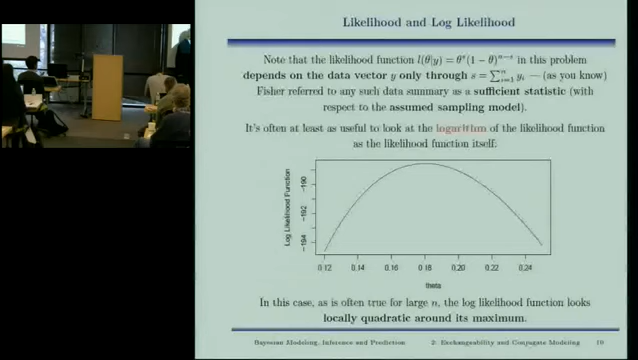 Likelihood and Log Likelihood
Note that the likelihood function l(θ|y) = θ^s(1 − θ)^{n−s} in this problem
depends on the data vector y only through s = ∑_{i=1}^n y_i — (as you know)
Fisher referred to any such data summary as a sufficient statistic (with
respect to the assumed sampling model).
It's often at least as useful to look at the logarithm of the likelihood function
as the likelihood function itself:
Log Likelihood Function
-190
-192
-194
0.12 0.14 0.16 0.18 0.20 0.22 0.24
theta
In this case, as is often true for large n, the log likelihood function looks
locally quadratic around its maximum.
Bayesian Modeling, Inference and Prediction 2. Exchangeability and Conjugate Modeling